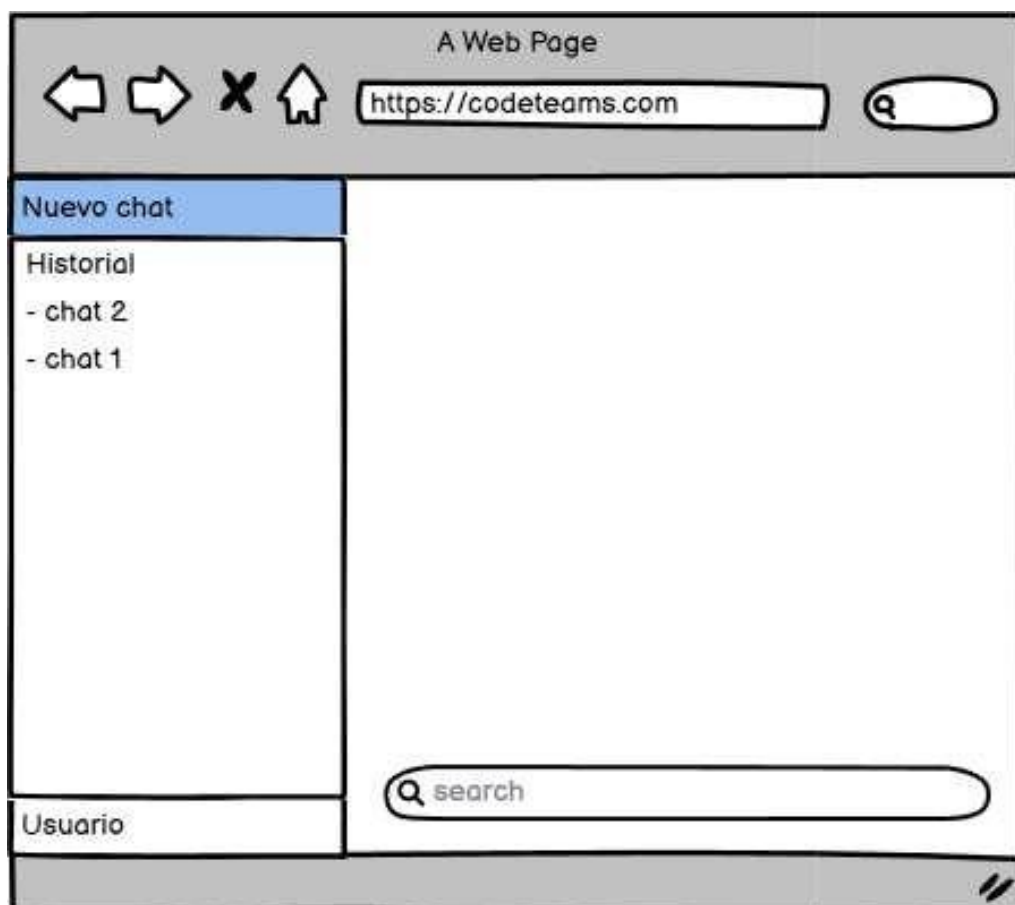 A Web Page
https://codeteams.com
Nuevo chat
Historial
- chat 2
- chat 1
search
Usuario